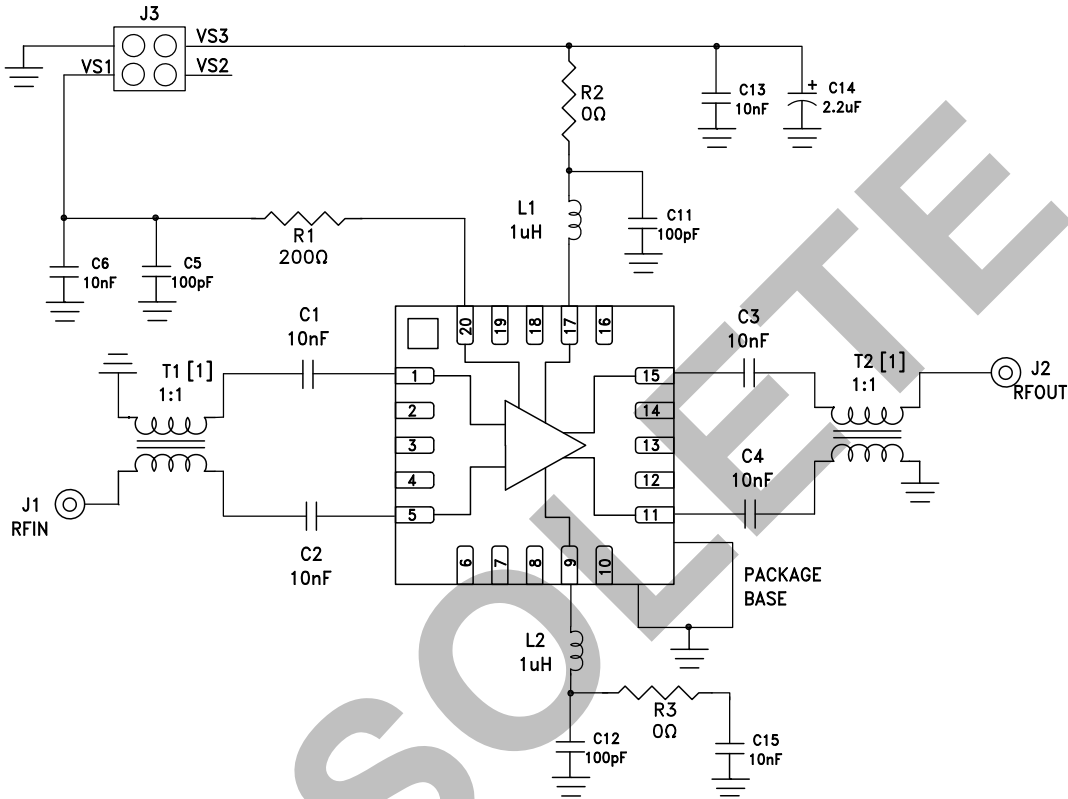 J3
VS3
VS1
VS2
R2
0Ω
C13
10nF
+
C14
2.2uF
L1
1uH
C11
100pF
R1
200Ω
C6
10nF
C5
100pF
C1
10nF
20
19
18
17
16
C3
10nF
T1 [1]
1:1
T2 [1]
1:1
J2
RFOUT
1
2
3
4
5
15
14
13
12
11
C4
10nF
J1
RFIN
C2
10nF
6
7
8
9
10
PACKAGE
BASE
L2
1uH
R3
0Ω
C12
100pF
C15
10nF
SOLETE